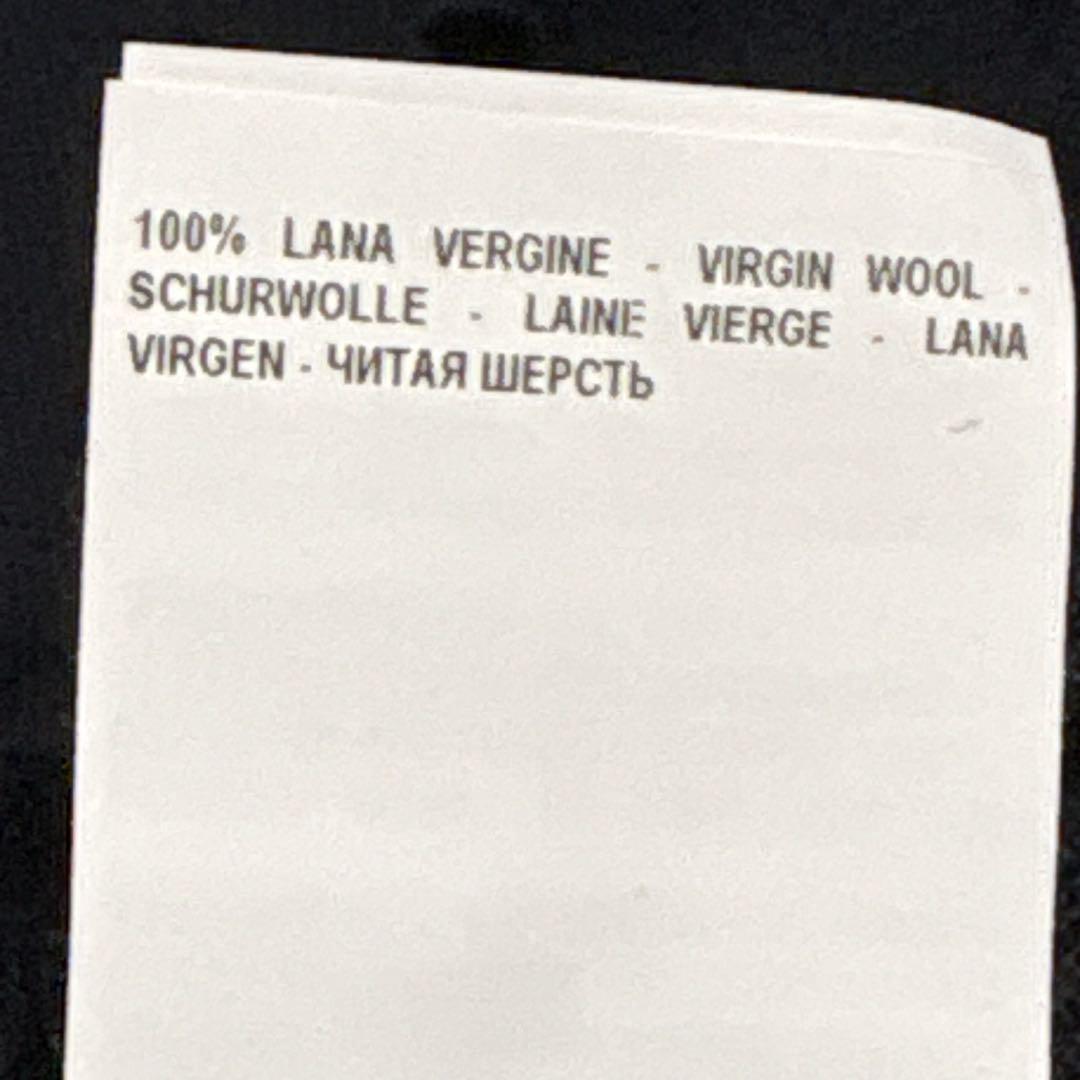 100% LANA VERGINE - VIRGIN WOOL -
SCHURWOLLE - LAINE VIERGE - LANA
VIRGEN - ЧИТАЯ ШЕРСТЬ